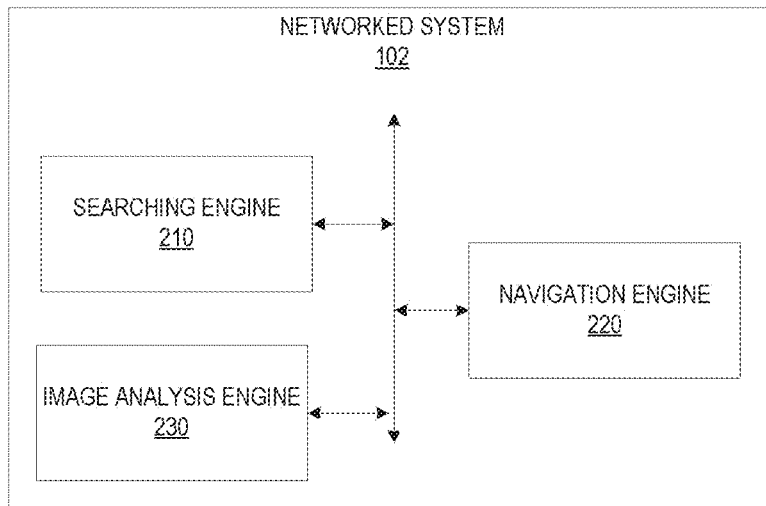 NETWORKED SYSTEM
102
SEARCHING ENGINE
210
NAVIGATION ENGINE
220
IMAGE ANALYSIS ENGINE
230